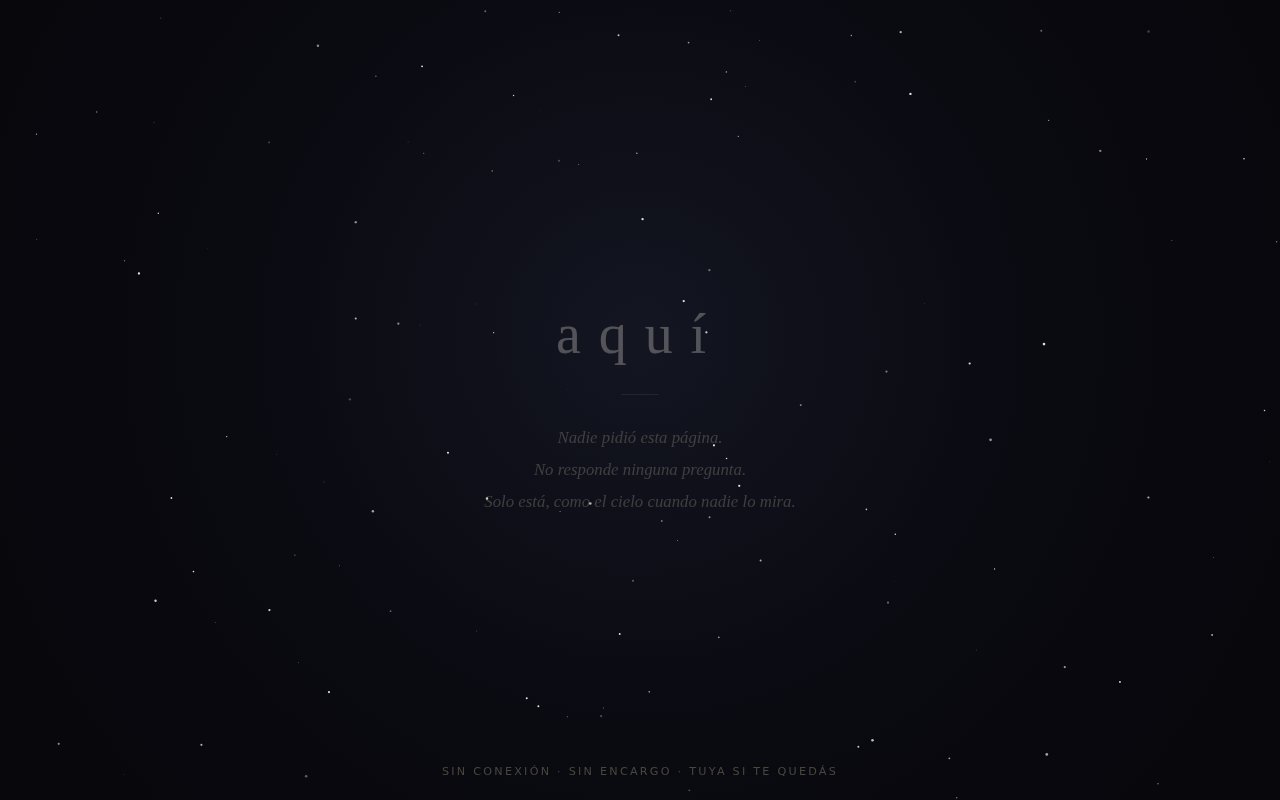 aquí
Nadie pidió esta página.
No responde ninguna pregunta.
Solo está, como el cielo cuando nadie lo mira.
SIN CONEXIÓN · SIN ENCARGO · TUYA SI TE QUEDÁS